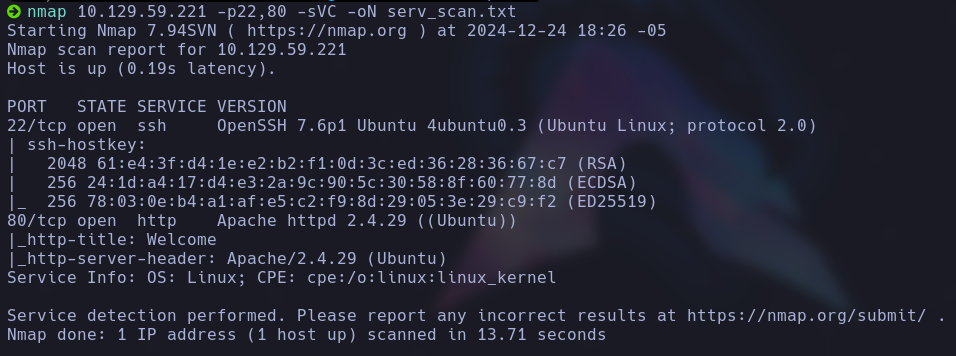 nmap 10.129.59.221 -p22,80 -sVC -oN serv_scan.txt
Starting Nmap 7.94SVN ( https://nmap.org ) at 2024-12-24 18:26 -05
Nmap scan report for 10.129.59.221
Host is up (0.19s latency).
PORT   STATE SERVICE VERSION
22/tcp open  ssh     OpenSSH 7.6p1 Ubuntu 4ubuntu0.3 (Ubuntu Linux; protocol 2.0)
| ssh-hostkey:
|   2048 61:e4:3f:d4:1e:e2:b2:f1:0d:3c:ed:36:28:36:67:c7 (RSA)
|   256 24:1d:a4:17:d4:e3:2a:9c:90:5c:30:58:8f:60:77:8d (ECDSA)
|_  256 78:03:0e:b4:a1:af:e5:c2:f9:8d:29:05:3e:29:c9:f2 (ED25519)
80/tcp open  http    Apache httpd 2.4.29 ((Ubuntu))
|_http-title: Welcome
|_http-server-header: Apache/2.4.29 (Ubuntu)
Service Info: OS: Linux; CPE: cpe:/o:linux:linux_kernel
Service detection performed. Please report any incorrect results at https://nmap.org/submit/ .
Nmap done: 1 IP address (1 host up) scanned in 13.71 seconds